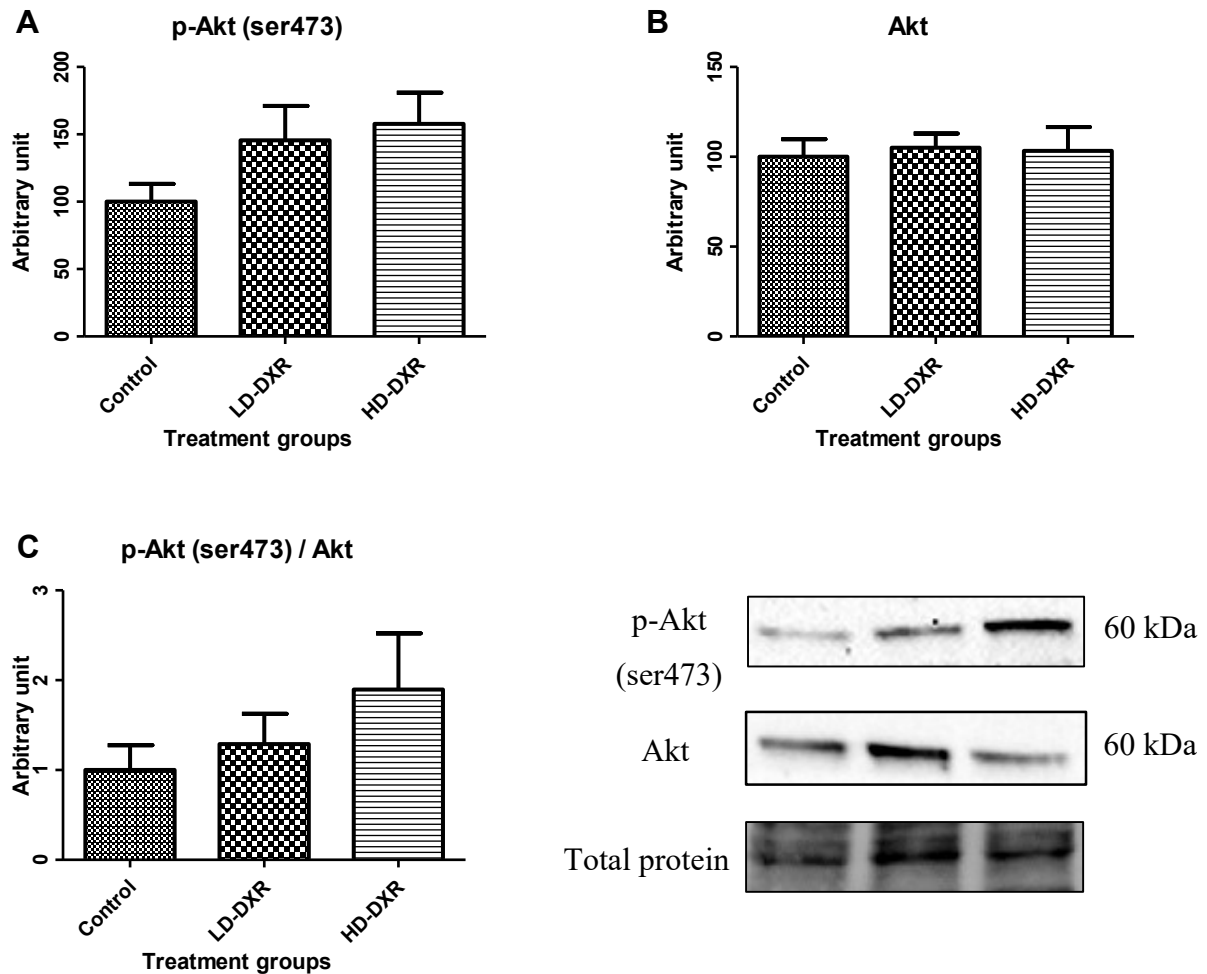 A
p-Akt (ser473)
Arbitrary unit
200
150
100
50
0
Control
LD-DXR
HD-DXR
Treatment groups
B
Akt
Arbitrary unit
150
100
50
0
Control
LD-DXR
HD-DXR
Treatment groups
C
p-Akt (ser473) / Akt
Arbitrary unit
3
2
1
0
Control
LD-DXR
HD-DXR
Treatment groups
p-Akt
(ser473)
60 kDa
Akt
60 kDa
Total protein